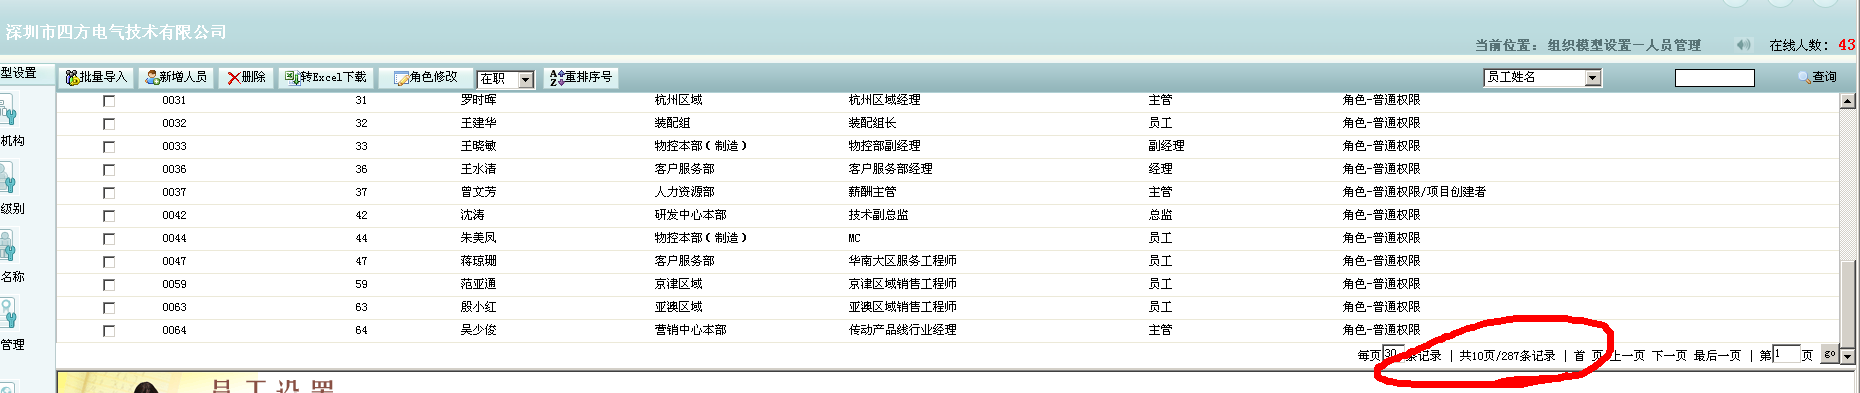 深圳市四方电气技术有限公司
当前位置：组织模型设置－人员管理 在线人数: 43
型设置
批量导入 新增人员 删除 转Excel下载 角色修改 在职 重排序号 员工姓名 查询
0031 31 罗时晖 杭州区域 杭州区域经理 主管 角色-普通权限
0032 32 王建华 装配组 装配组长 员工 角色-普通权限
机构
0033 33 王晓敏 物控本部(制造) 物控部副经理 副经理 角色-普通权限
0036 36 王水清 客户服务部 客户服务部经理 经理 角色-普通权限
0037 37 曾文芳 人力资源部 薪酬主管 主管 角色-普通权限/项目创建者
级别
0042 42 沈涛 研发中心本部 技术副总监 总监 角色-普通权限
0044 44 朱美凤 物控本部(制造) MC 员工 角色-普通权限
0047 47 蒋琼珊 客户服务部 华南大区服务工程师 员工 角色-普通权限
名称
0059 59 范亚通 京津区域 京津区域销售工程师 员工 角色-普通权限
0063 63 殷小红 亚澳区域 亚澳区域销售工程师 员工 角色-普通权限
0064 64 吴少俊 营销中心本部 传动产品线行业经理 主管 角色-普通权限
管理
每页30条记录 | 共10页/287条记录 | 首 页 上一页 下一页 最后一页 | 第1页 go
员工设置